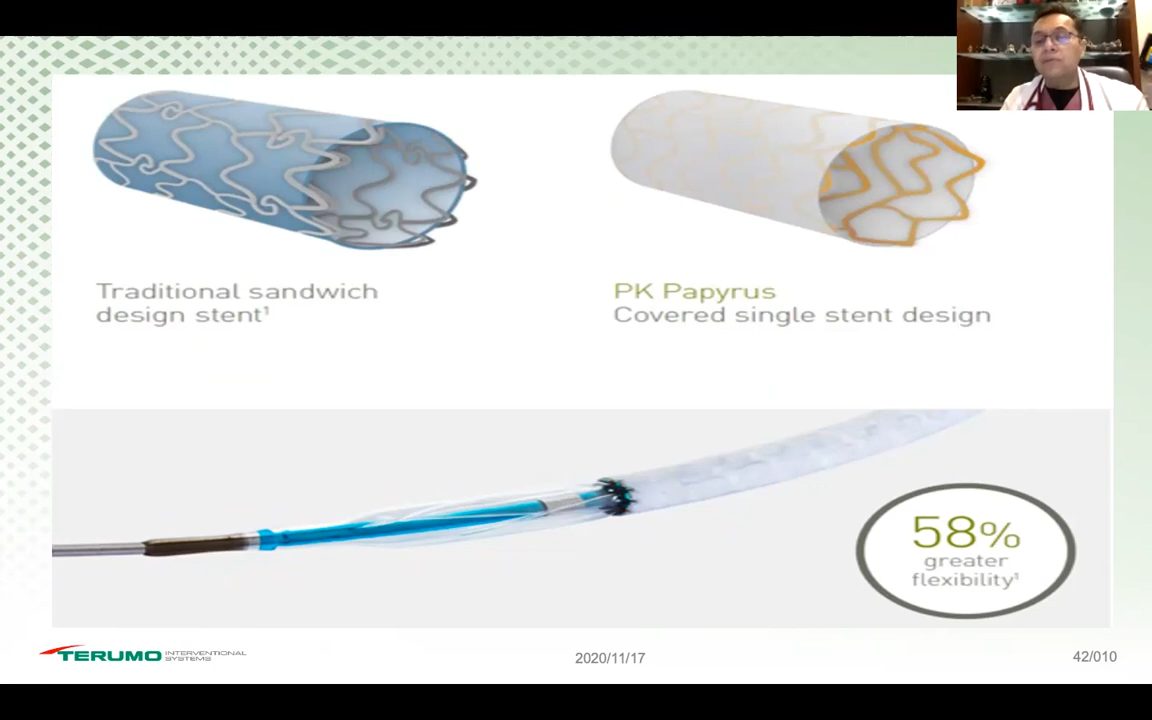 Traditional sandwich
design stent¹
PK Papyrus
Covered single stent design
58%
greater
flexibility¹
TERUMO INTERVENTIONAL
SYSTEMS
2020/11/17
42/010